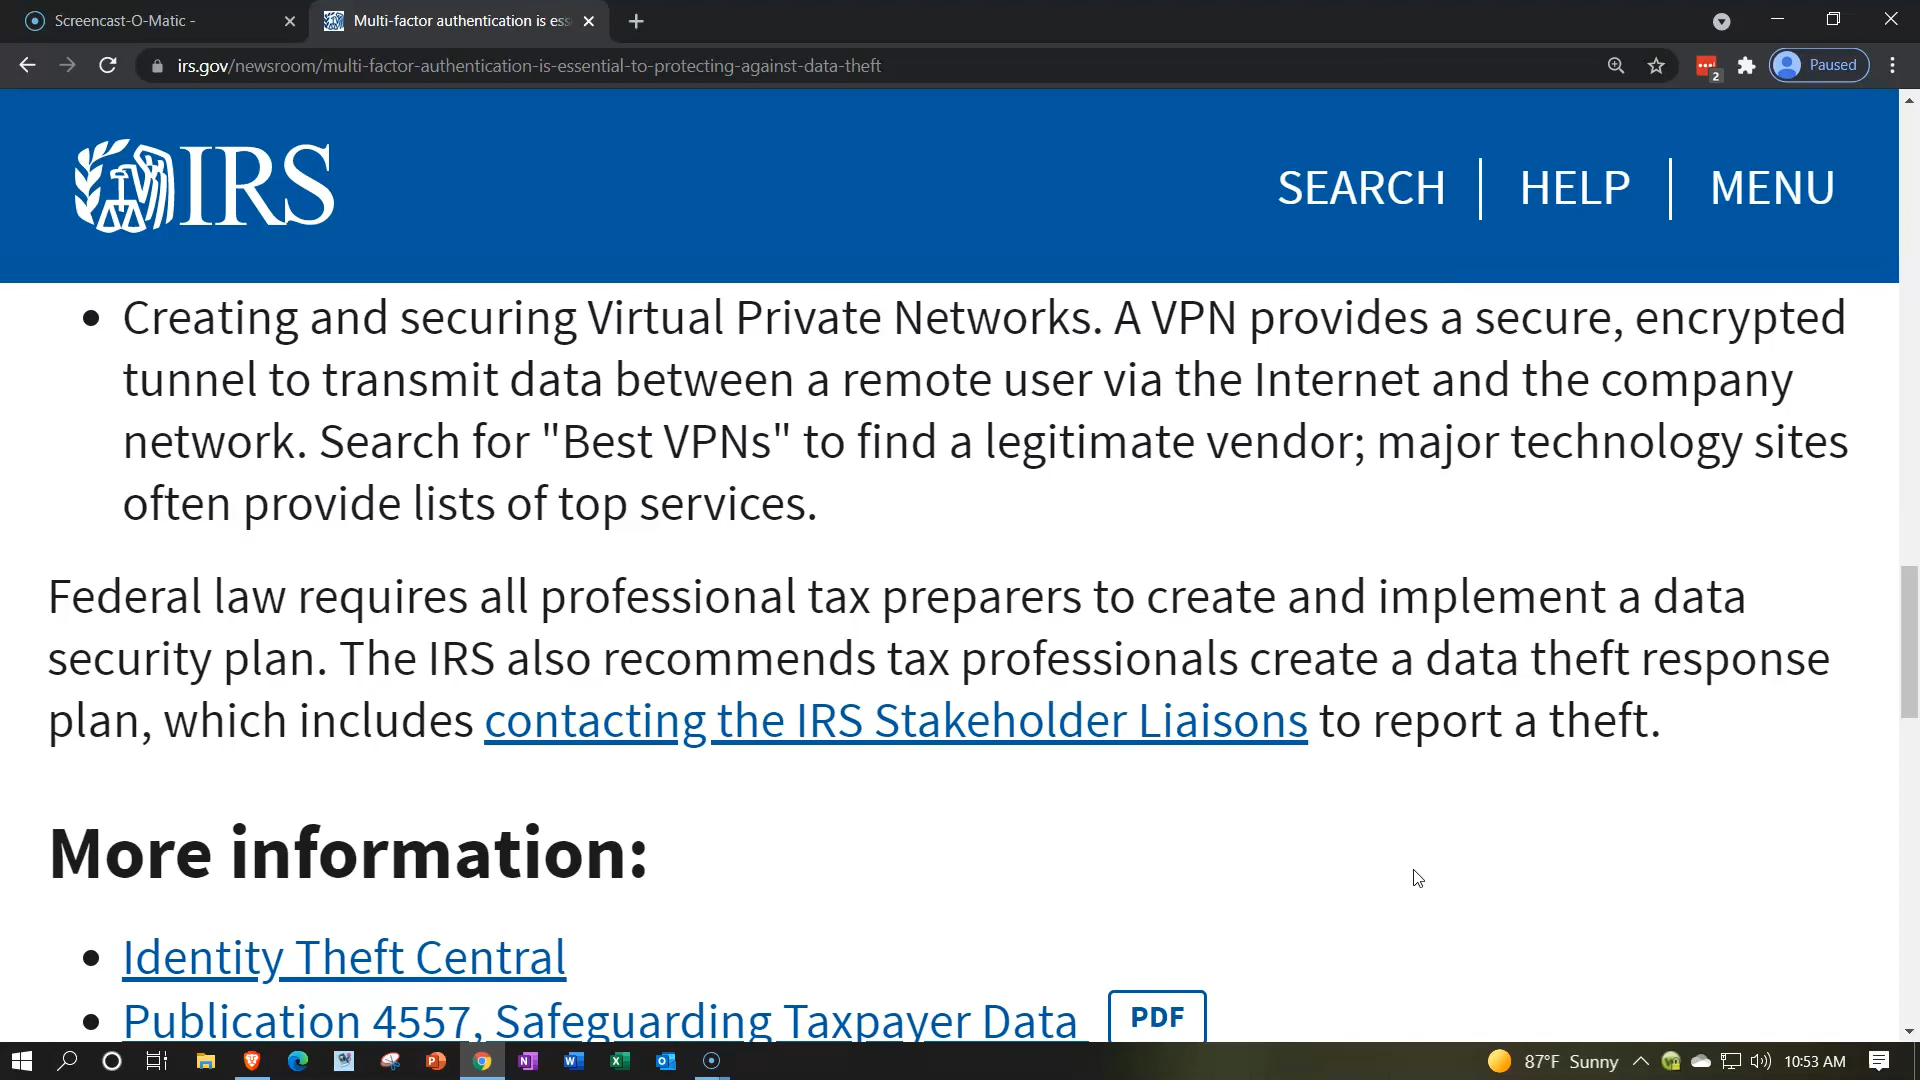 Screencast-O-Matic -
Multi-factor authentication is ess
irs.gov/newsroom/multi-factor-authentication-is-essential-to-protecting-against-data-theft
2
Paused
IRS
SEARCH
HELP
MENU
• Creating and securing Virtual Private Networks. A VPN provides a secure, encrypted
tunnel to transmit data between a remote user via the Internet and the company
network. Search for "Best VPNs" to find a legitimate vendor; major technology sites
often provide lists of top services.
Federal law requires all professional tax preparers to create and implement a data
security plan. The IRS also recommends tax professionals create a data theft response
plan, which includes contacting the IRS Stakeholder Liaisons to report a theft.
More information:
• Identity Theft Central
• Publication 4557, Safeguarding Taxpayer Data PDF
87°F Sunny
10:53 AM